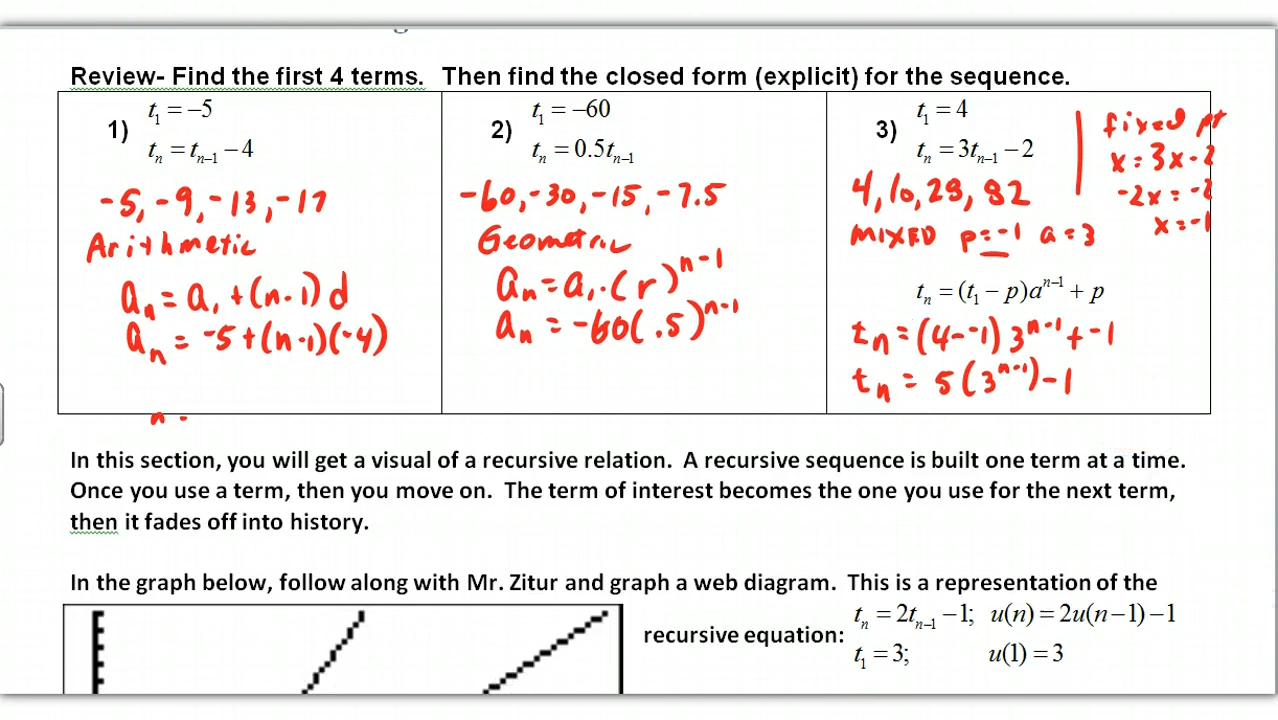 Review- Find the first 4 terms. Then find the closed form (explicit) for the sequence.
1) t₁ = –5
tₙ = tₙ₋₁ – 4
-5, -9, -13, -17
Arithmetic
aₙ = a₁ + (n-1)d
aₙ = -5 + (n-1)(-4)
n =
2) t₁ = –60
tₙ = 0.5tₙ₋₁
-60, -30, -15, -7.5
Geometric
aₙ = a₁ · (r)ⁿ⁻¹
aₙ = -60(.5)ⁿ⁻¹
3) t₁ = 4
tₙ = 3tₙ₋₁ – 2
fixed pt
x = 3x - 2
-2x = -2
x = -1
4, 10, 28, 82
MIXED p = -1 a = 3
tₙ = (t₁ – p)aⁿ⁻¹ + p
tₙ = (4 - -1) 3ⁿ⁻¹ + -1
tₙ = 5(3ⁿ⁻¹) - 1
In this section, you will get a visual of a recursive relation. A recursive sequence is built one term at a time.
Once you use a term, then you move on. The term of interest becomes the one you use for the next term,
then it fades off into history.
In the graph below, follow along with Mr. Zitur and graph a web diagram. This is a representation of the
recursive equation: tₙ = 2tₙ₋₁ – 1; u(n) = 2u(n–1) – 1
t₁ = 3; u(1) = 3